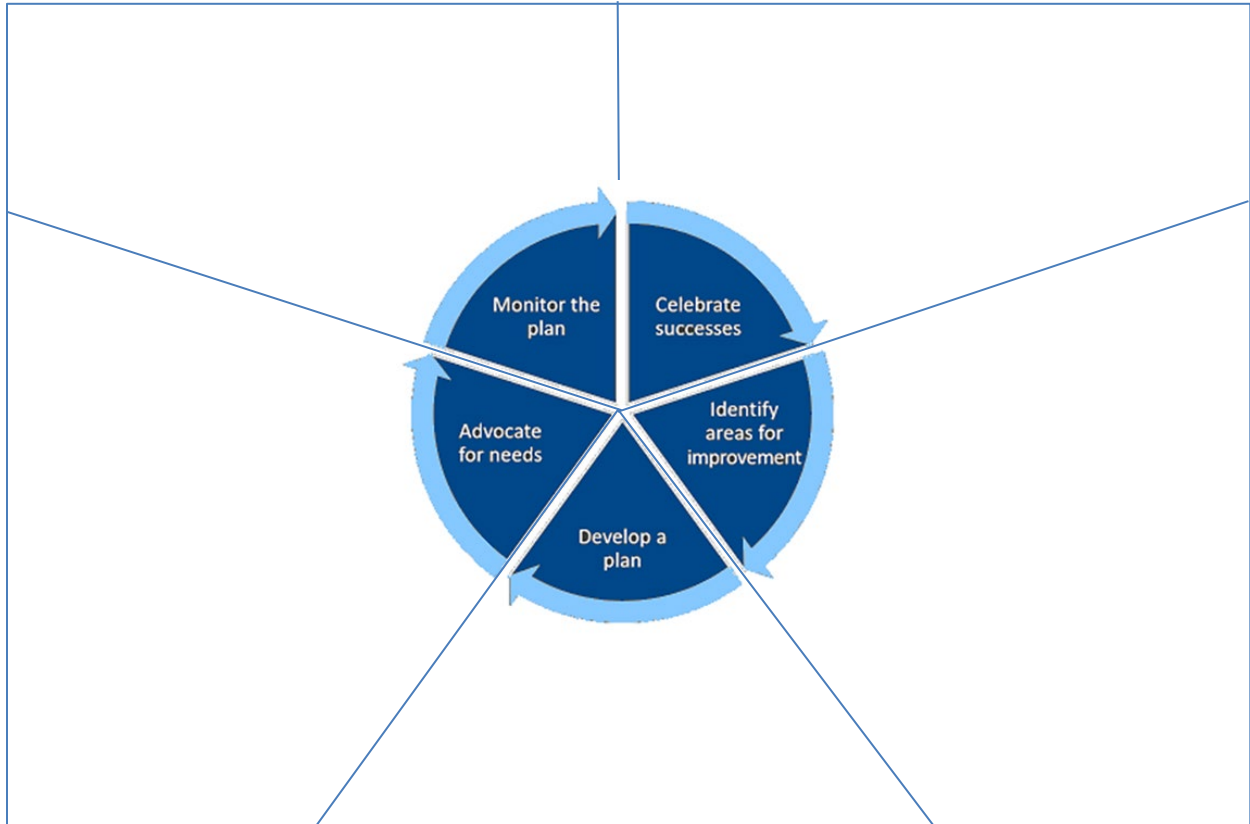 Monitor the
plan
Celebrate
successes
Identify
areas for
improvement
Develop a
plan
Advocate
for needs